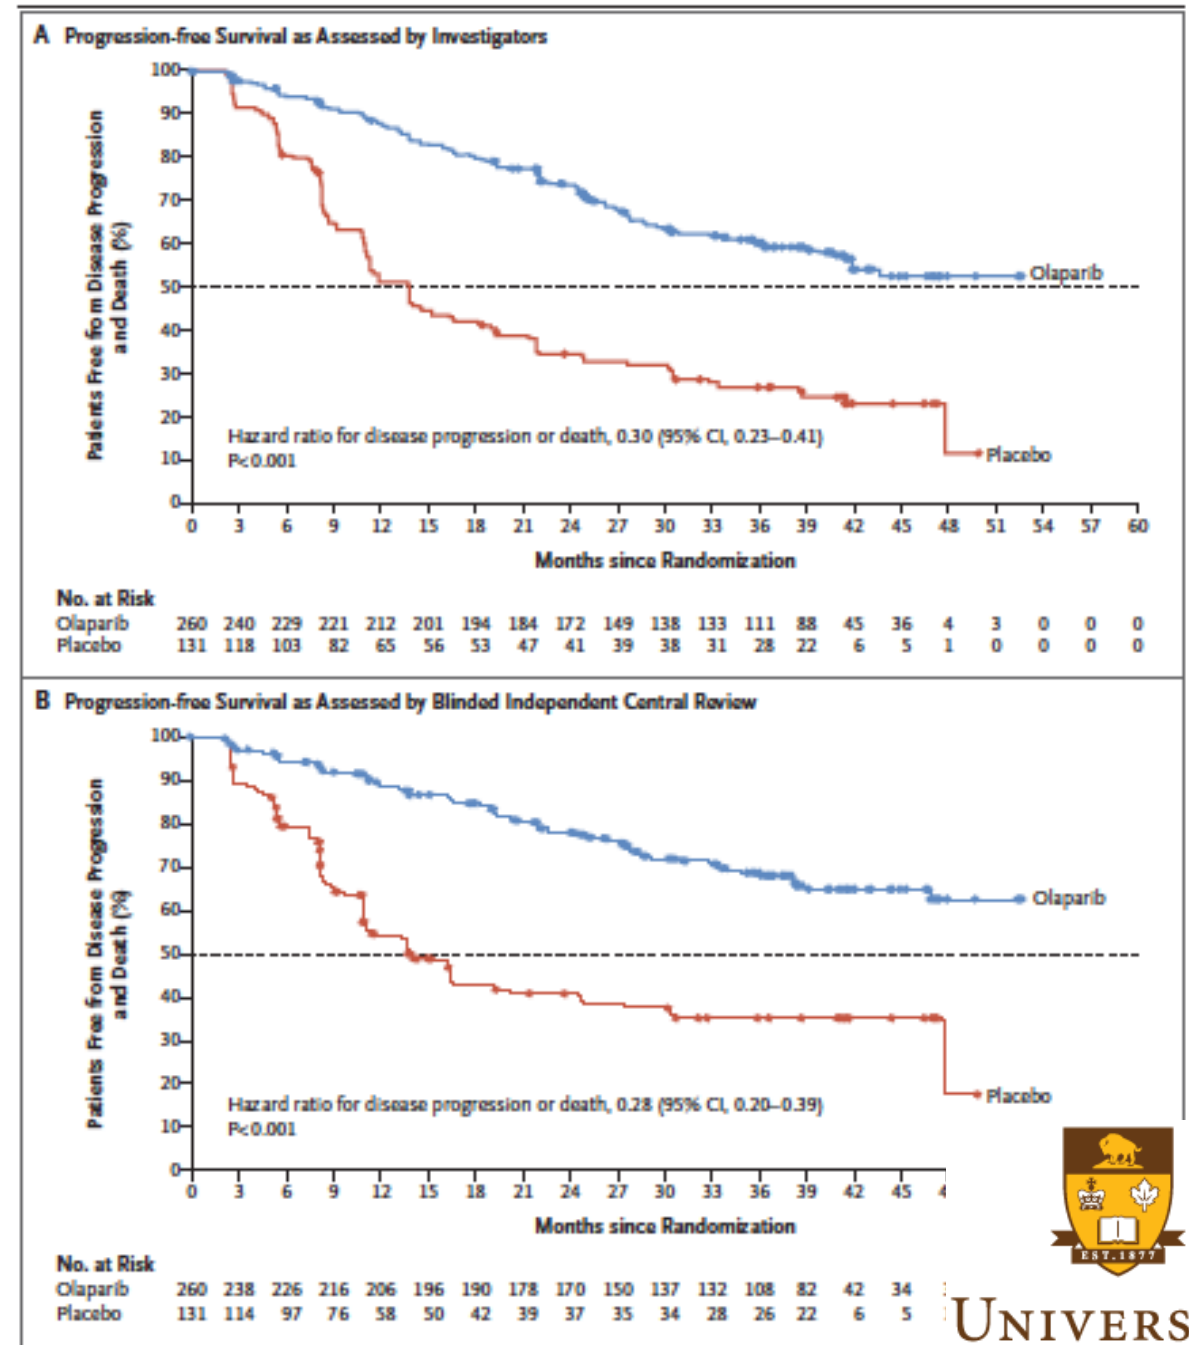 A Progression-free Survival as Assessed by Investigators
Patients Free from Disease Progression
and Death (%)
100
90
80
70
60
50
40
30
20
10
0
Olaparib
Placebo
Hazard ratio for disease progression or death, 0.30 (95% CI, 0.23–0.41)
P<0.001
0 3 6 9 12 15 18 21 24 27 30 33 36 39 42 45 48 51 54 57 60
Months since Randomization
No. at Risk
Olaparib 260 240 229 221 212 201 194 184 172 149 138 133 111 88 45 36 4 3 0 0 0
Placebo 131 118 103 82 65 56 53 47 41 39 38 31 28 22 6 5 1 0 0 0 0
B Progression-free Survival as Assessed by Blinded Independent Central Review
Patients Free from Disease Progression
and Death (%)
100
90
80
70
60
50
40
30
20
10
0
Olaparib
Placebo
Hazard ratio for disease progression or death, 0.28 (95% CI, 0.20–0.39)
P<0.001
0 3 6 9 12 15 18 21 24 27 30 33 36 39 42 45
Months since Randomization
No. at Risk
Olaparib 260 238 226 216 206 196 190 178 170 150 137 132 108 82 42 34
Placebo 131 114 97 76 58 50 42 39 37 35 34 28 26 22 6 5
EST. 1877
UNIVERS